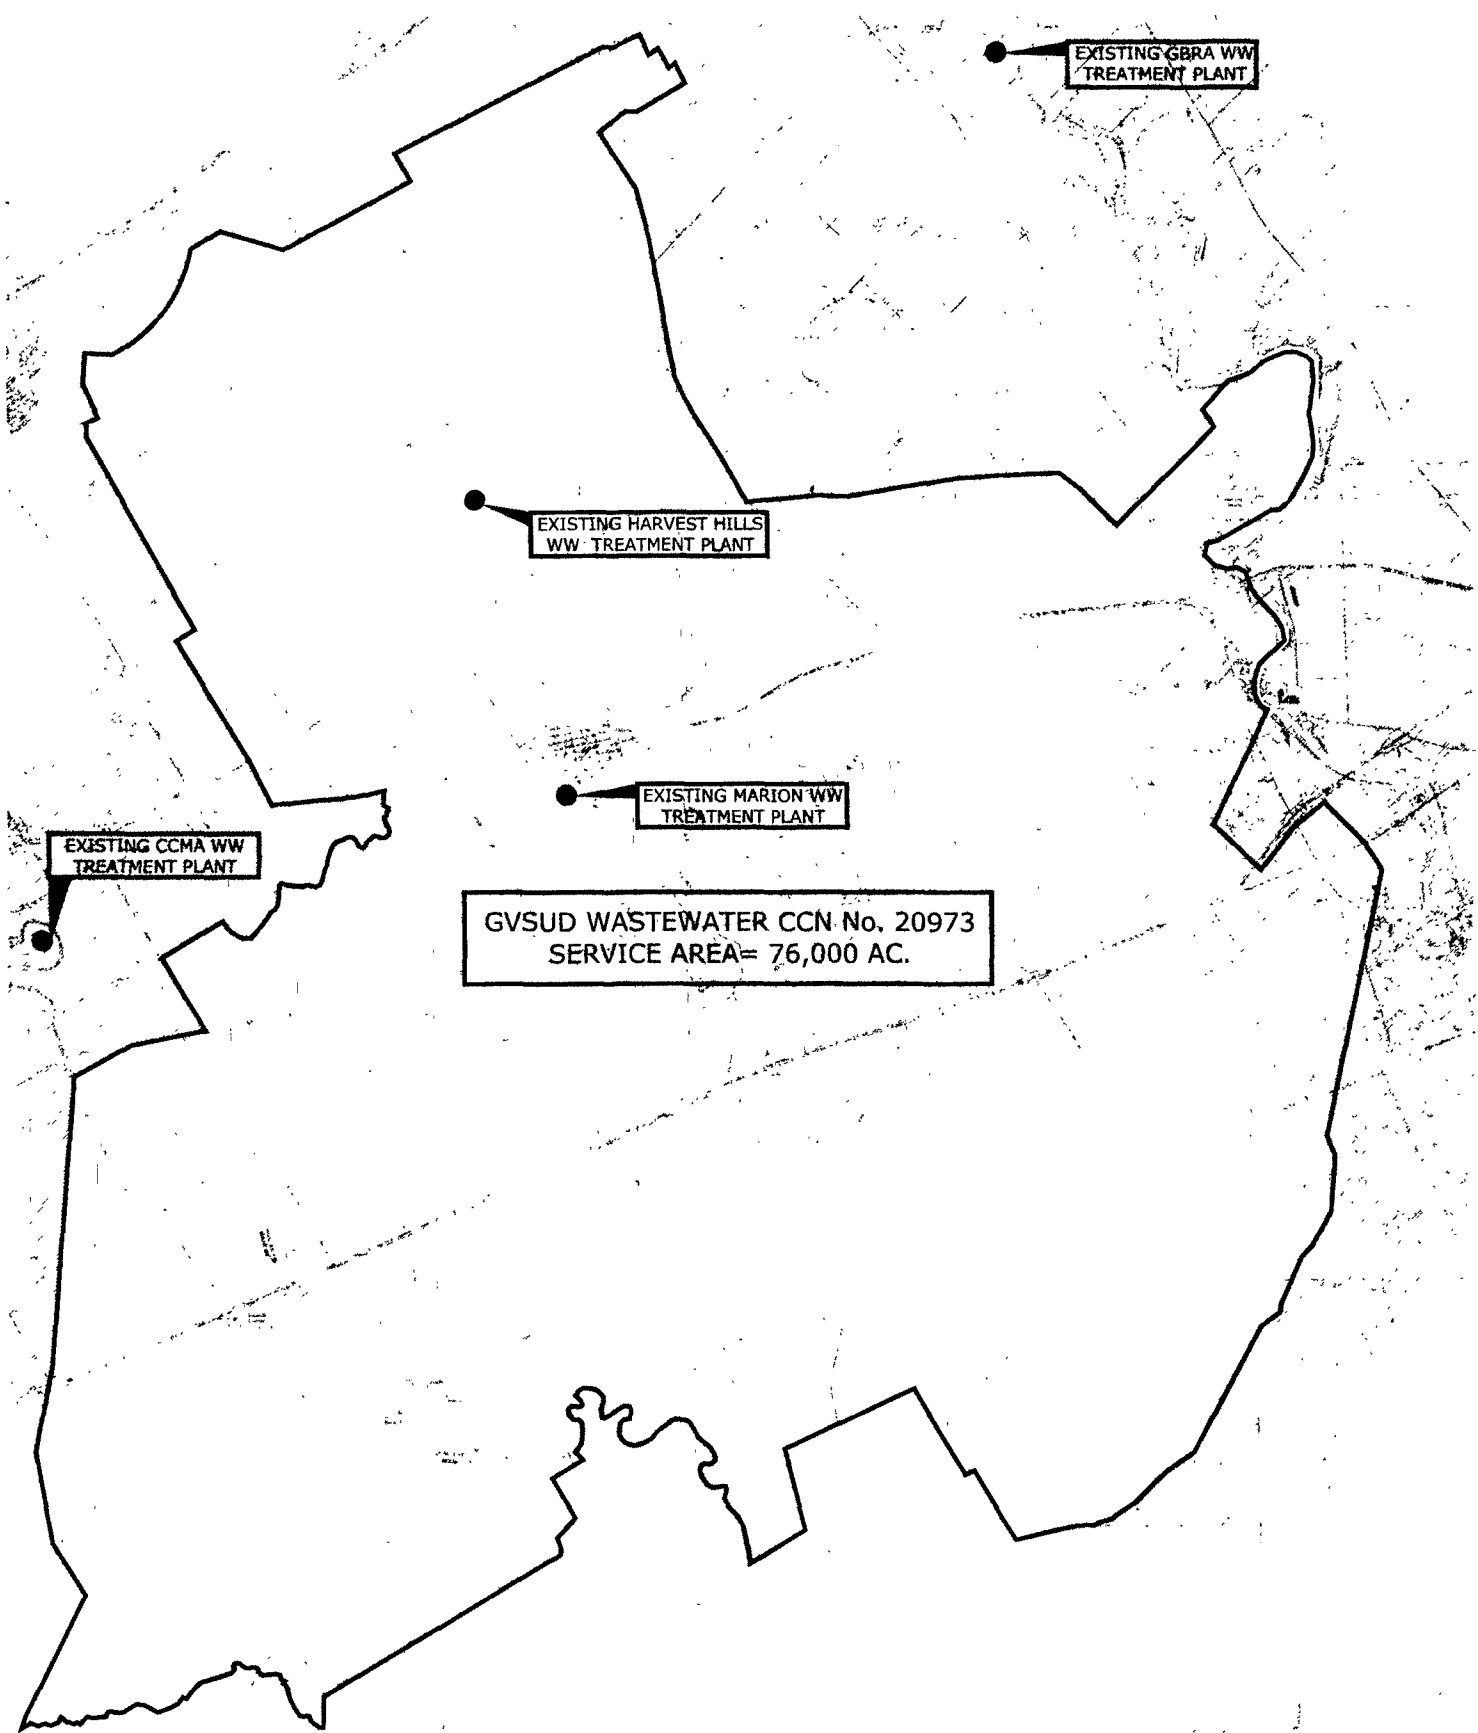 EXISTING GBRA WW
TREATMENT PLANT
EXISTING HARVEST HILLS
WW TREATMENT PLANT
EXISTING MARION WW
TREATMENT PLANT
EXISTING CCMA WW
TREATMENT PLANT
GVSUD WASTEWATER CCN No. 20973
SERVICE AREA= 76,000 AC.